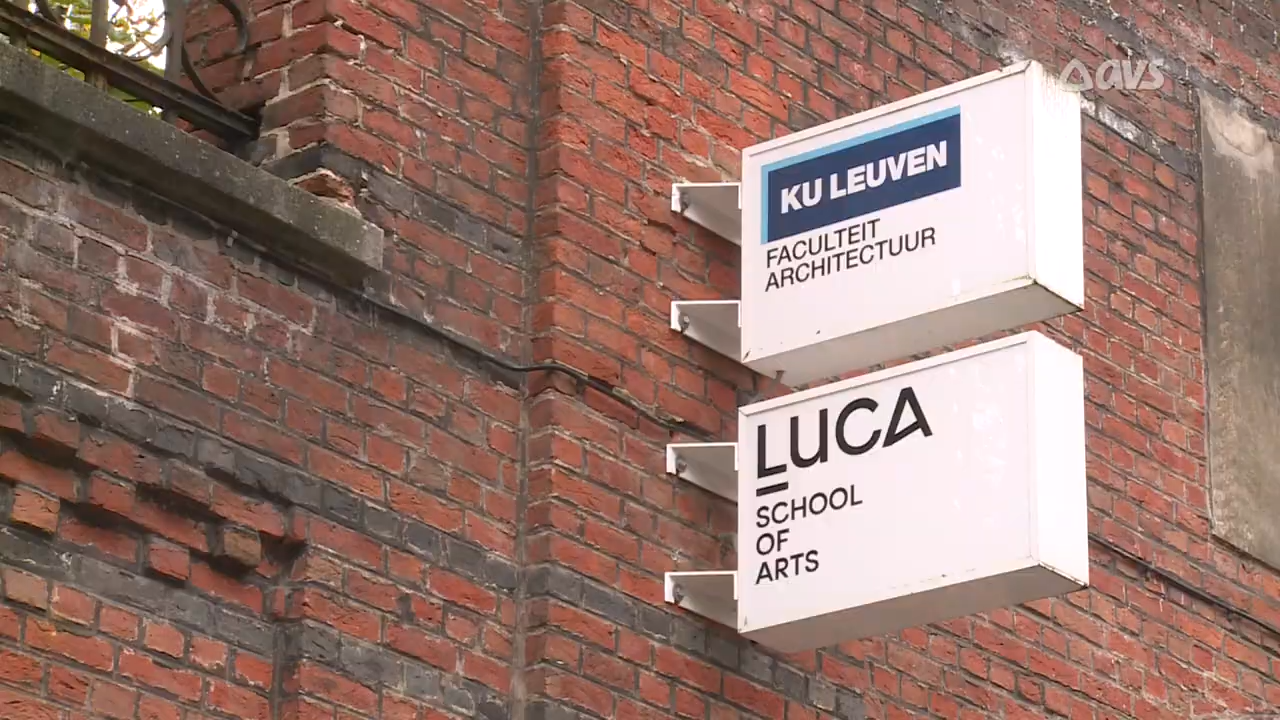 avs
KU LEUVEN
FACULTEIT
ARCHITECTUUR
LUCA
SCHOOL
OF
ARTS